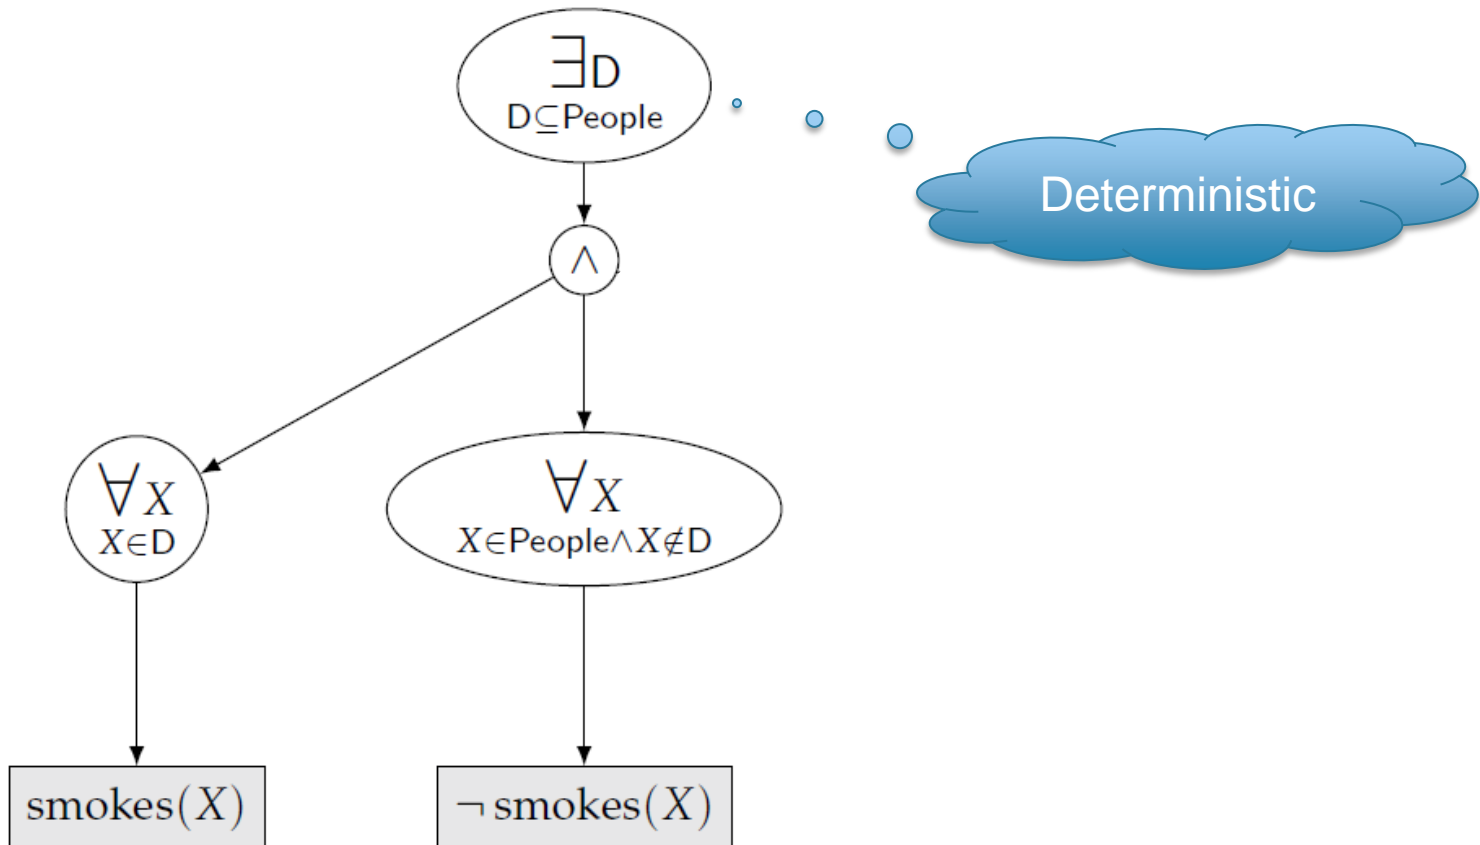 ∃D
D⊆People
Deterministic
∧
∀X
X∈D
∀X
X∈People∧X∉D
smokes(X)
¬ smokes(X)